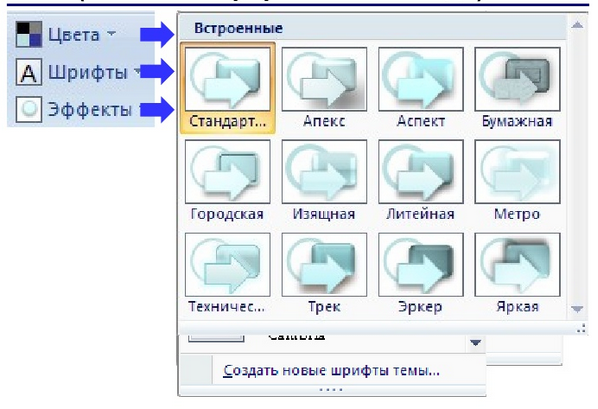 Цвета
Шрифты
Эффекты
Встроенные
Стандарт... Апекс Аспект Бумажная
Городская Изящная Литейная Метро
Техничес... Трек Эркер Яркая
Cambria
Создать новые шрифты темы...